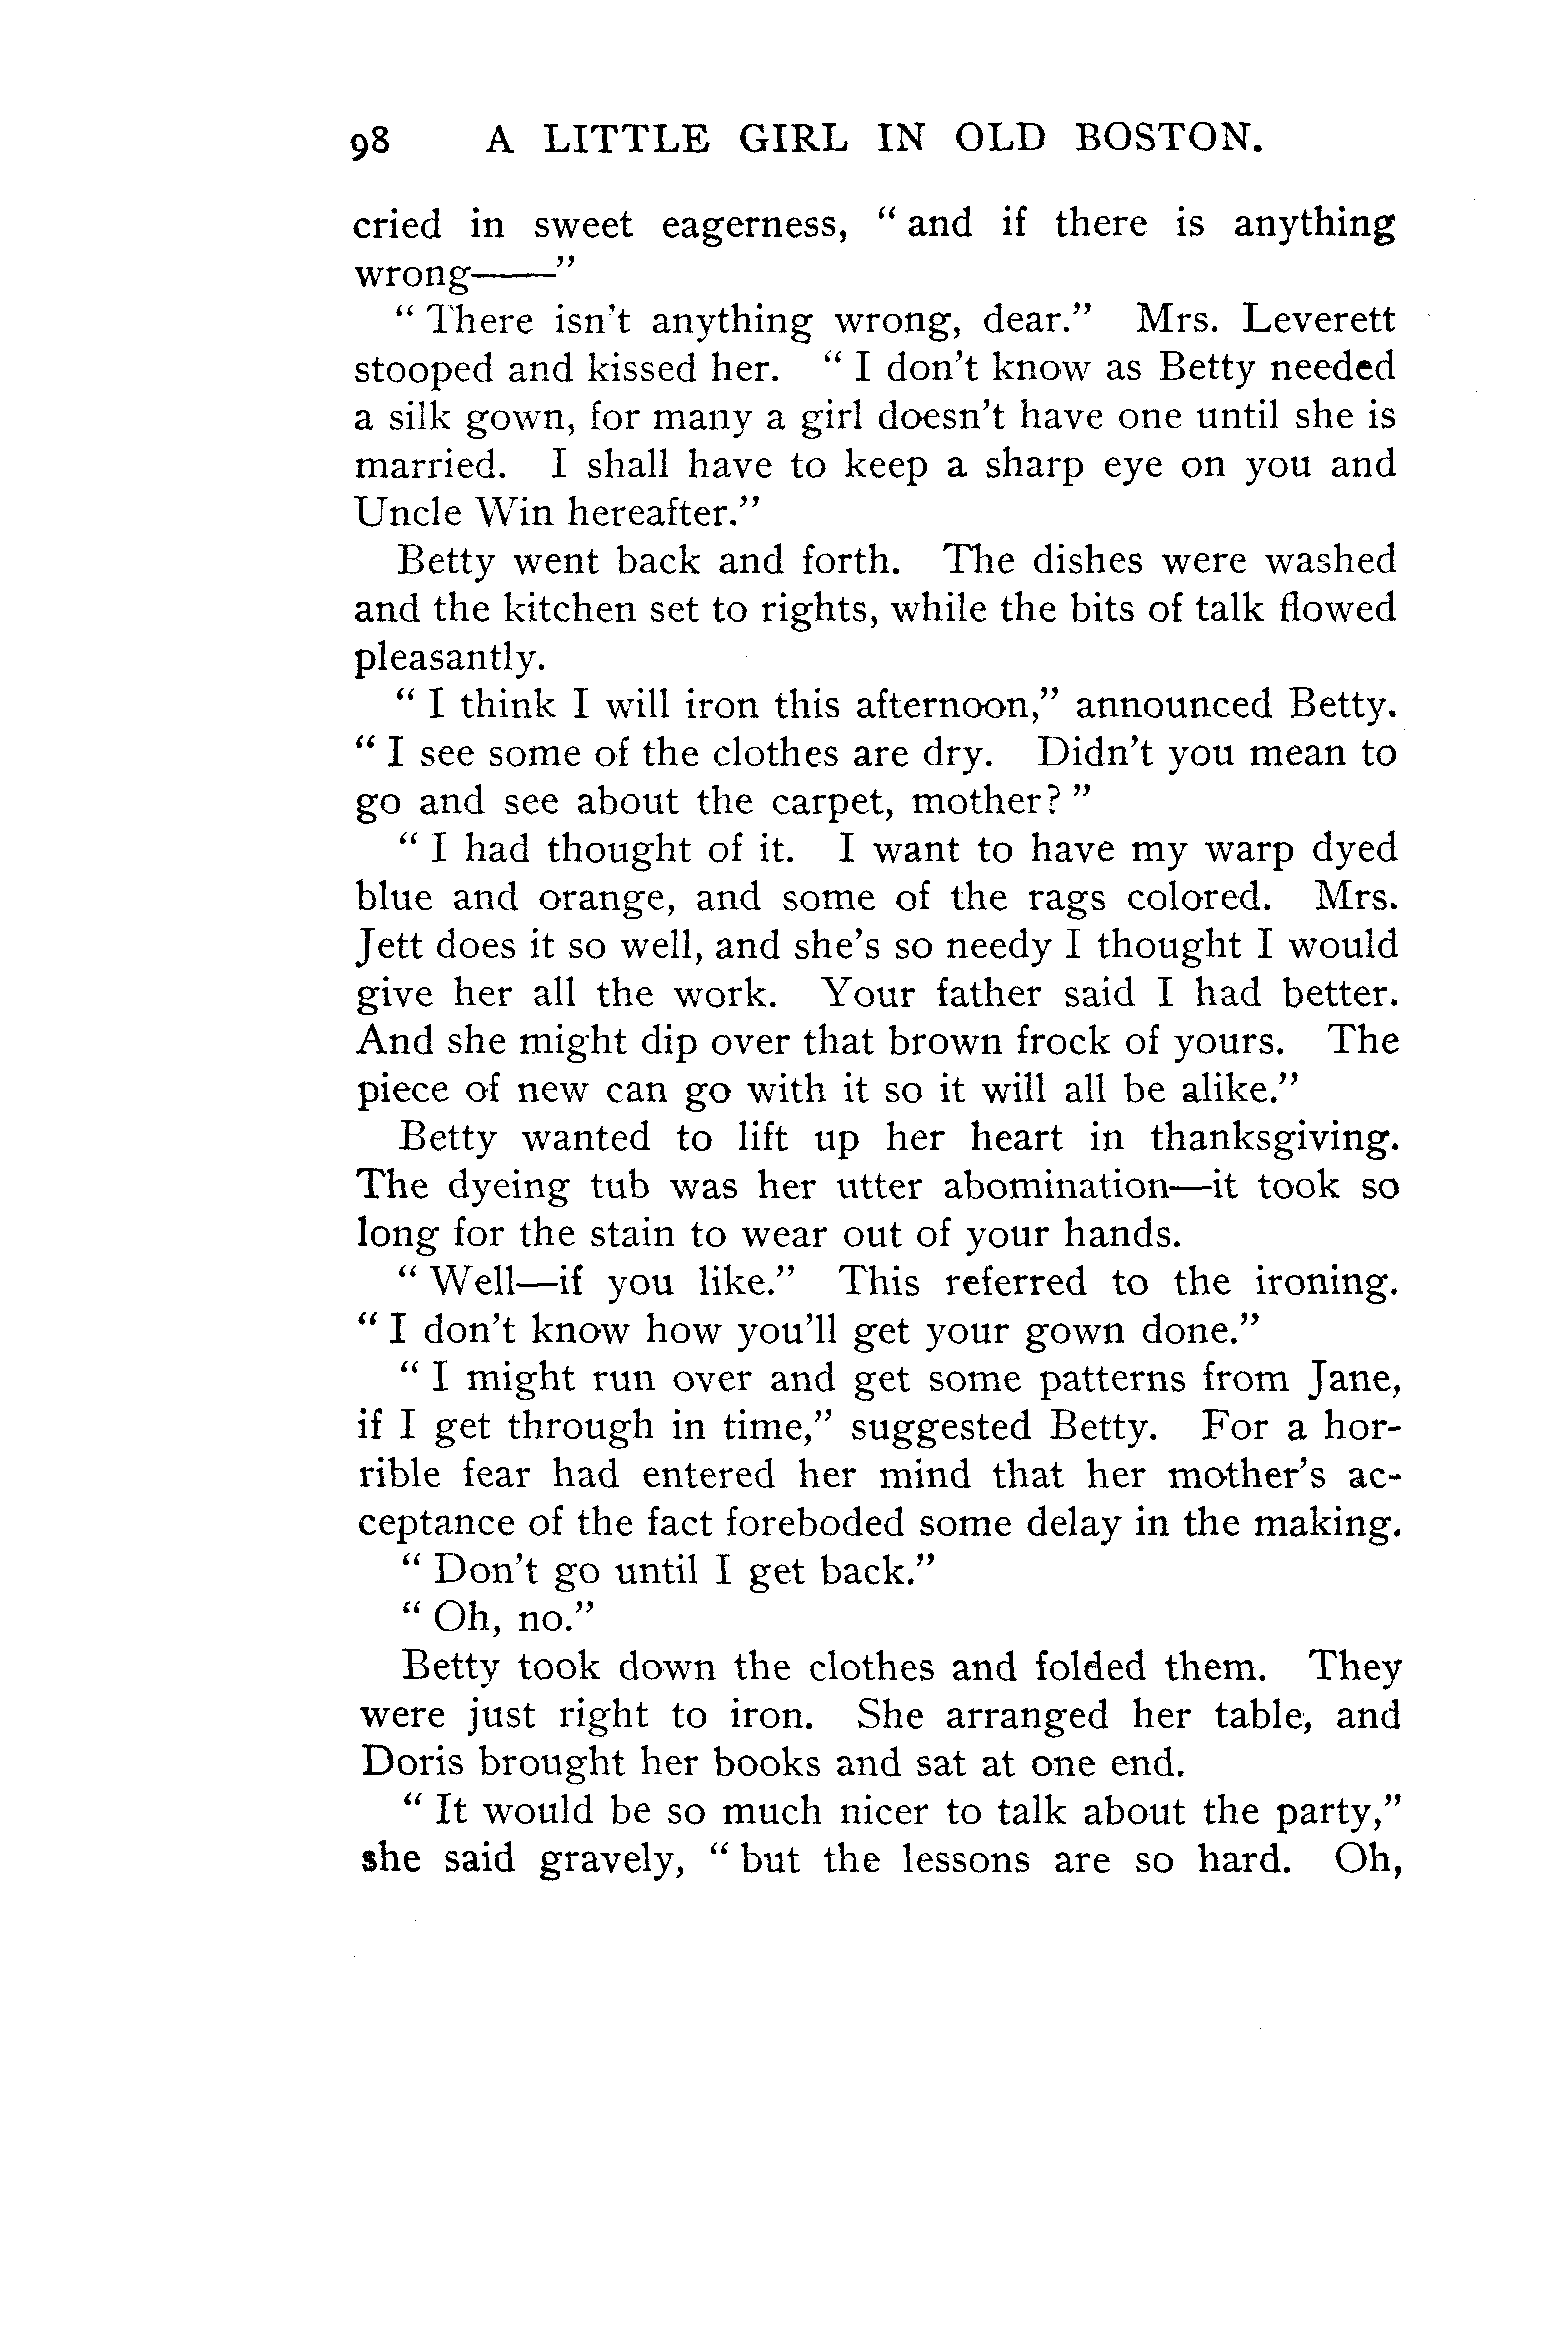 98 A LITTLE GIRL IN OLD BOSTON.
cried in sweet eagerness, “ and if there is anything
wrong——”
“ There isn’t anything wrong, dear.” Mrs. Leverett
stooped and kissed her. “ I don’t know as Betty needed
a silk gown, for many a girl doesn’t have one until she is
married. I shall have to keep a sharp eye on you and
Uncle Win hereafter.”
Betty went back and forth. The dishes were washed
and the kitchen set to rights, while the bits of talk flowed
pleasantly.
“ I think I will iron this afternoon,” announced Betty.
“ I see some of the clothes are dry. Didn’t you mean to
go and see about the carpet, mother? ”
“ I had thought of it. I want to have my warp dyed
blue and orange, and some of the rags colored. Mrs.
Jett does it so well, and she’s so needy I thought I would
give her all the work. Your father said I had better.
And she might dip over that brown frock of yours. The
piece of new can go with it so it will all be alike.”
Betty wanted to lift up her heart in thanksgiving.
The dyeing tub was her utter abomination—it took so
long for the stain to wear out of your hands.
“ Well—if you like.” This referred to the ironing.
“ I don’t know how you’ll get your gown done.”
“ I might run over and get some patterns from Jane,
if I get through in time,” suggested Betty. For a hor-
rible fear had entered her mind that her mother’s ac-
ceptance of the fact foreboded some delay in the making.
“ Don’t go until I get back.”
“ Oh, no.”
Betty took down the clothes and folded them. They
were just right to iron. She arranged her table, and
Doris brought her books and sat at one end.
“ It would be so much nicer to talk about the party,”
she said gravely, “ but the lessons are so hard. Oh,